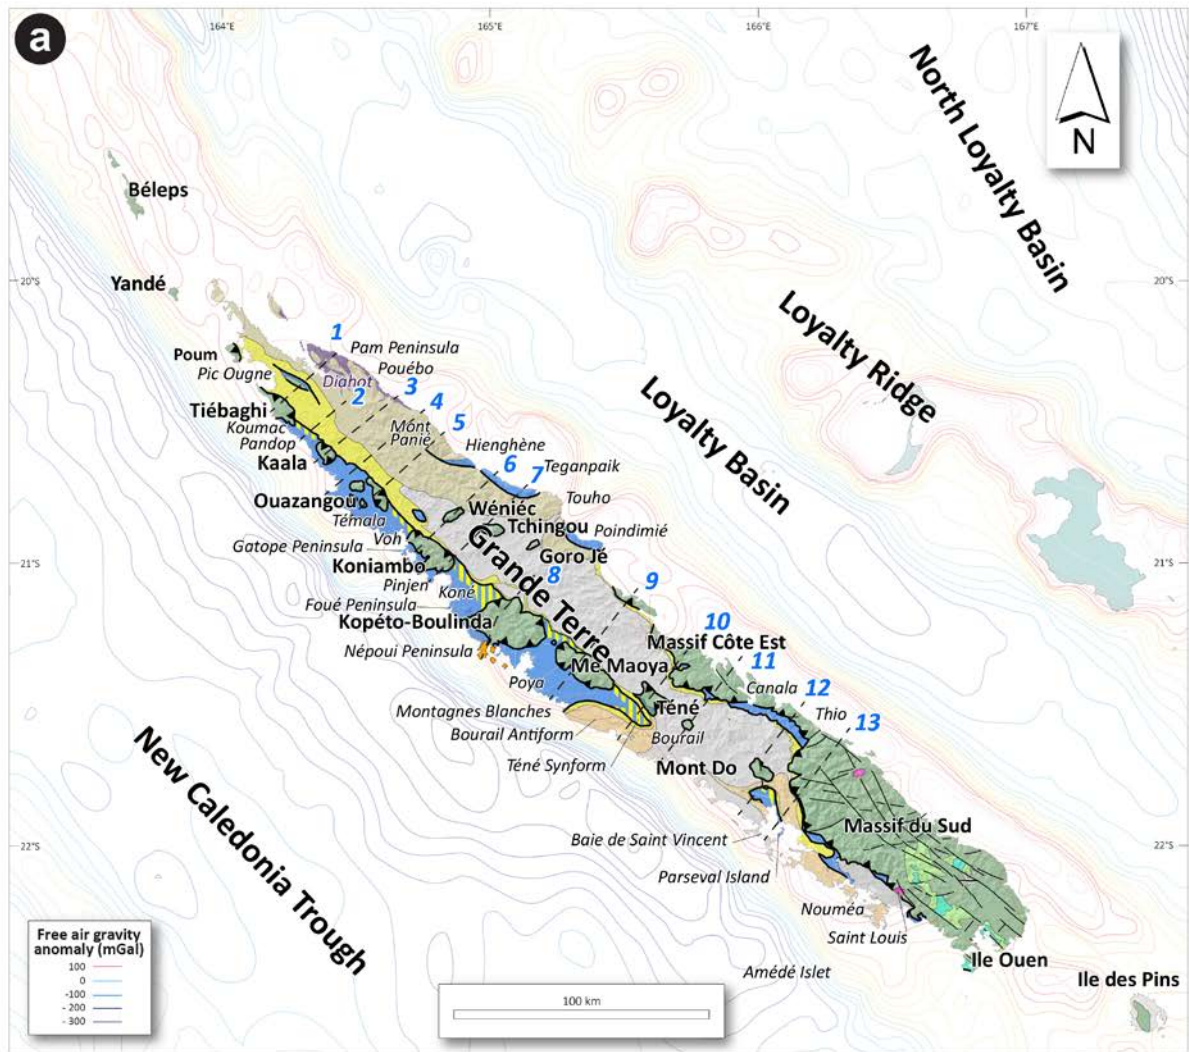 a
164°E
165°E
166°E
167°E
N
North Loyalty Basin
Béleps
20°S
20°S
Yandé
Loyalty Ridge
1
Pam Peninsula
Poum
Pouébo
Pic Ougne
Diahot
2
3
Loyalty Basin
Tiébaghi
4
Koumac
Mont
Panié
5
Pandop
Hienghène
Kaala
6
Teganpaik
7
Ouazangou
Wéniéc
Touho
Témala
Tchingou
Poindimié
Voh
Gatope Peninsula
Goro Jé
21°S
21°S
Koniambo
Grande Terre
8
9
Pinjen
Koné
Foué Peninsula
Kopéto-Boulinda
10
Massif Côte Est
Népoui Peninsula
Me Maoya
11
Poya
Canala
12
Montagnes Blanches
Téné
Thio
13
Bourail Antiform
Bourail
Téné Synform
Mont Do
New Caledonia Trough
Massif du Sud
Baie de Saint Vincent
22°S
22°S
Parseval Island
Nouméa
Saint Louis
Ile Ouen
Amédé Islet
Ile des Pins
Free air gravity
anomaly (mGal)
100
0
-100
- 200
- 300
100 km